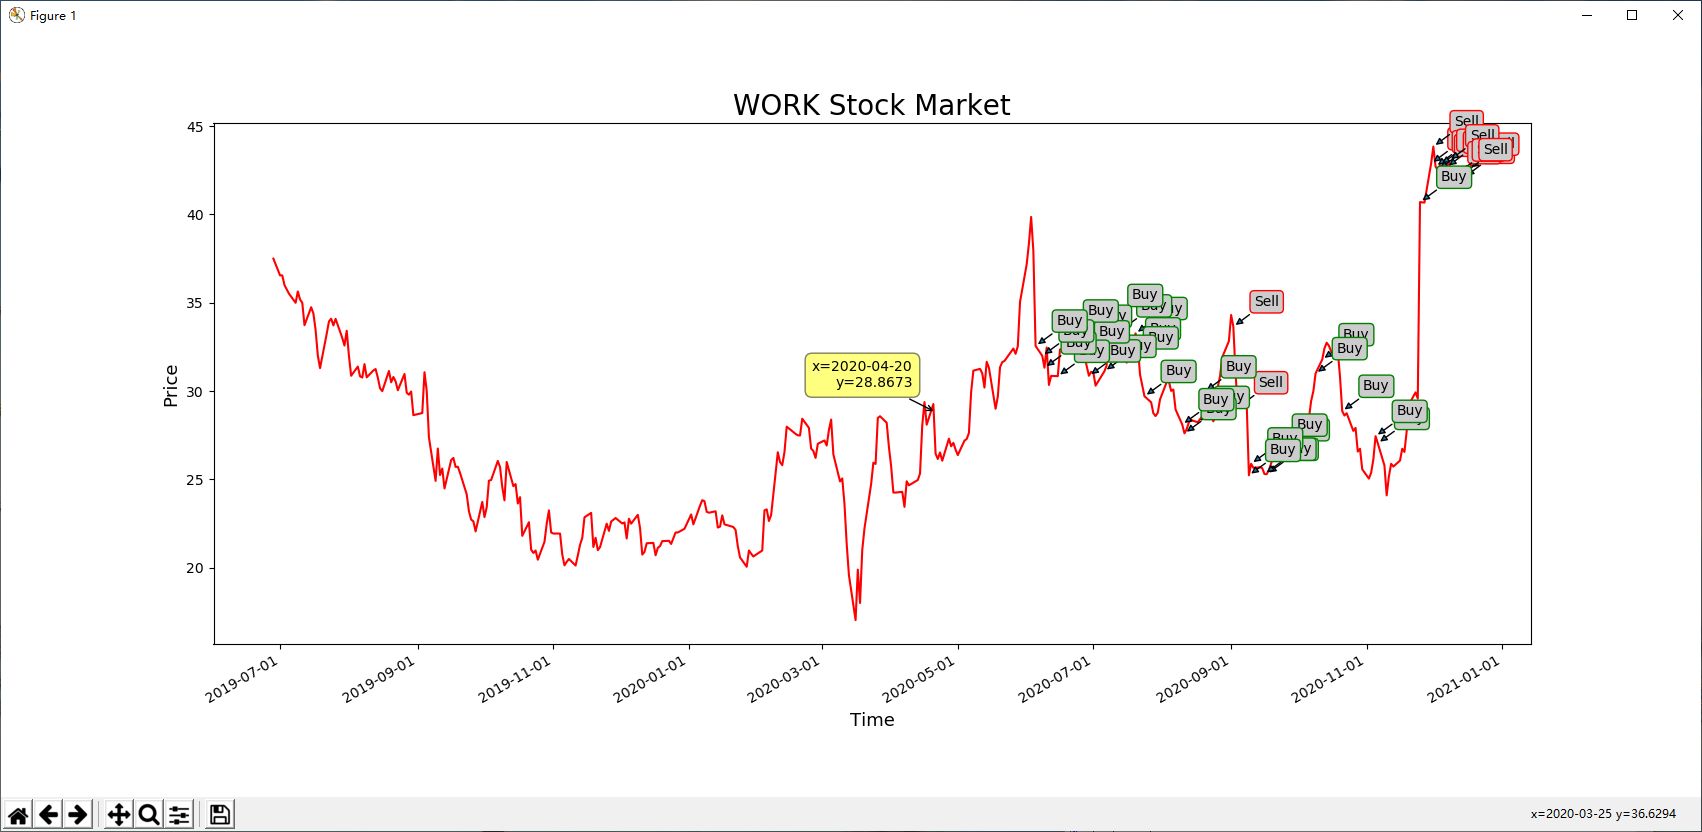 Figure 1
WORK Stock Market
45
40
35
30
25
20
Price
x=2020-04-20
y=28.8673
Sell
Sell
Sell
Buy
Buy
Buy
Buy
Buy
Buy
Buy
Buy
Buy
Sell
Buy
Buy
Sell
Buy
Buy
Buy
Buy
Buy
Buy
Buy
Buy
2019-07-01
2019-09-01
2019-11-01
2020-01-01
2020-03-01
2020-05-01
2020-07-01
2020-09-01
2020-11-01
2021-01-01
Time
x=2020-03-25 y=36.6294